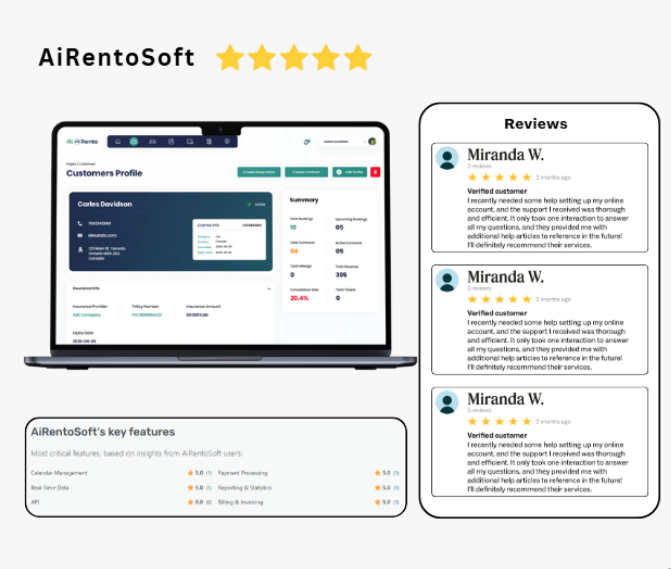 AiRentoSoft
Customers Profile
Carlos Davidson
Summary
Total Bookings
Upcoming Bookings
Total Contracts
Active Contracts
Total Mileage
Total Revenue
0
395
Cancelation Rate
Total Tickets
20.4%
0
Insurance Info
Insurance Provider
Policy Number
Insurance Amount
ABC Company
Expire Date
AiRentoSoft's key features
Most critical features, based on insights from AiRentoSoft users:
Calendar Management 5.0 (1) Payment Processing 5.0 (1)
Real-Time Data 5.0 (1) Reporting & Statistics 5.0 (1)
API 0.0 (0) Billing & Invoicing 5.0 (1)
Reviews
Miranda W.
3 reviews
3 months ago
Verified customer
I recently needed some help setting up my online
account, and the support I received was thorough
and efficient. It only took one interaction to answer
all my questions, and they provided me with
additional help articles to reference in the future!
I'll definitely recommend their services.
Miranda W.
3 reviews
3 months ago
Verified customer
I recently needed some help setting up my online
account, and the support I received was thorough
and efficient. It only took one interaction to answer
all my questions, and they provided me with
additional help articles to reference in the future!
I'll definitely recommend their services.
Miranda W.
3 reviews
3 months ago
Verified customer
I recently needed some help setting up my online
account, and the support I received was thorough
and efficient. It only took one interaction to answer
all my questions, and they provided me with
additional help articles to reference in the future!
I'll definitely recommend their services.